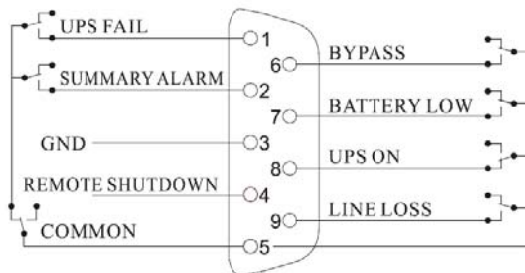 UPS FAIL 1
6 BYPASS
SUMMARY ALARM 2
7 BATTERY LOW
GND 3
8 UPS ON
REMOTE SHUTDOWN 4
9 LINE LOSS
COMMON 5